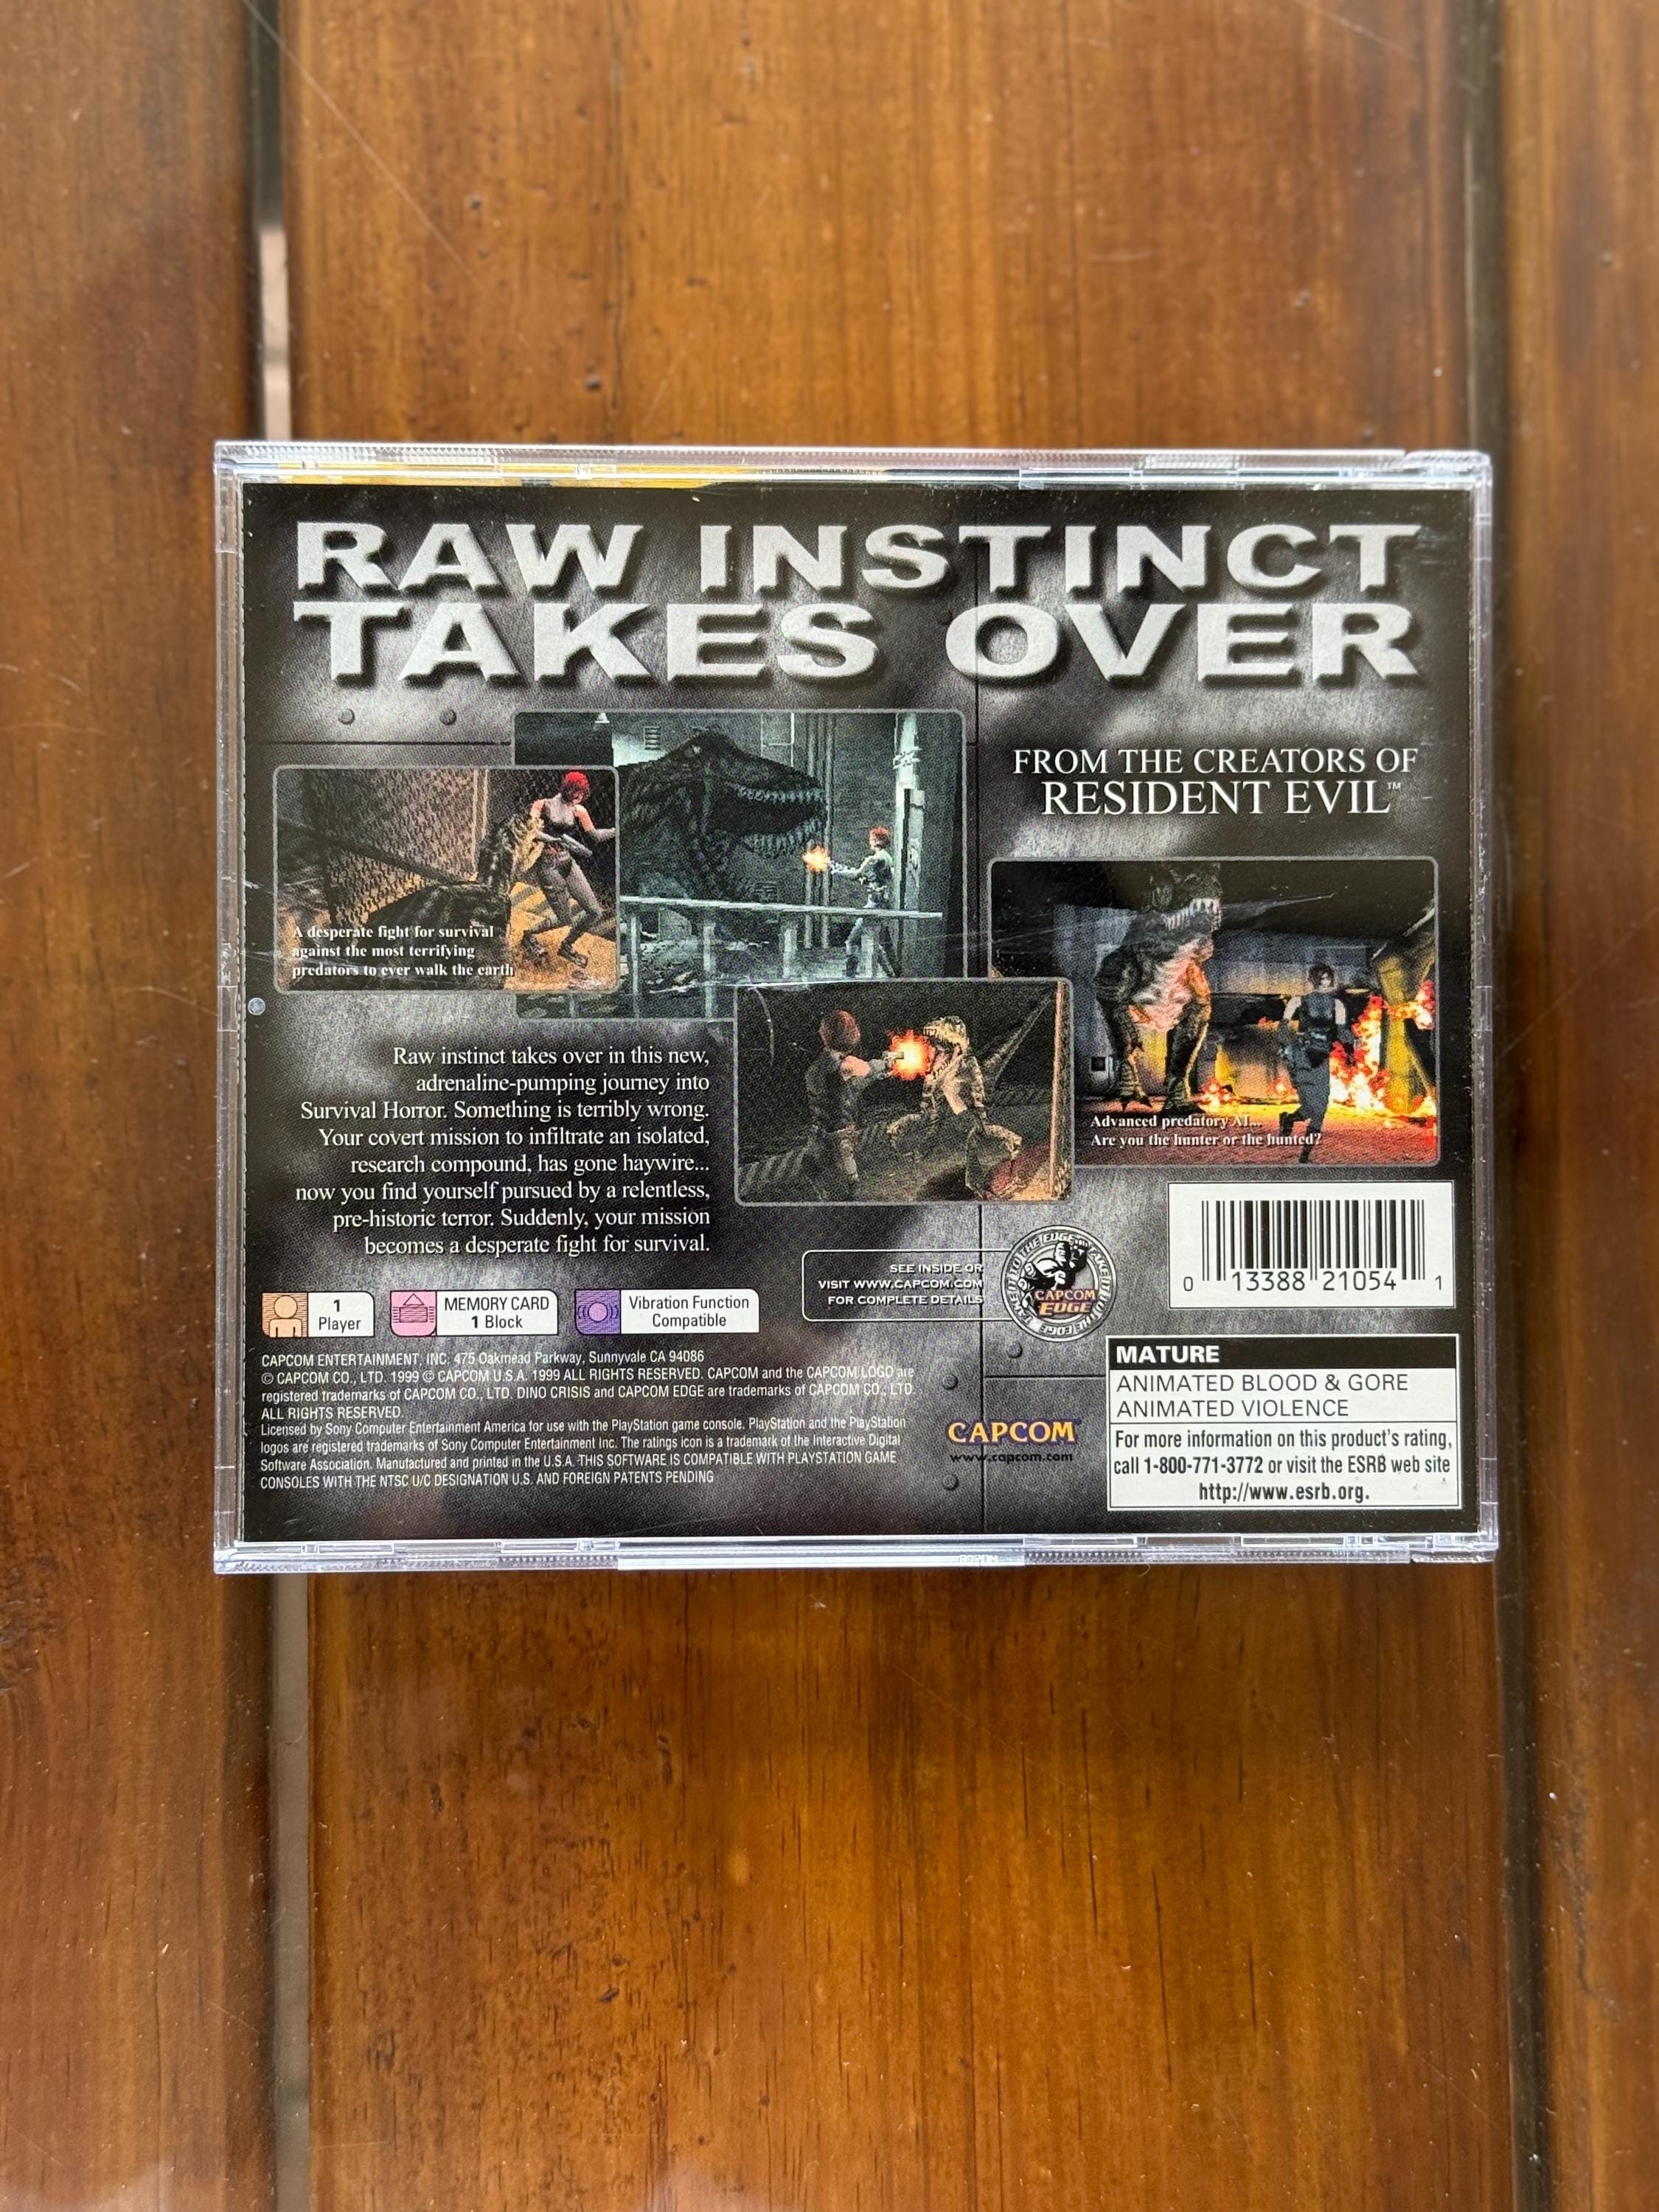 RAW INSTINCT
TAKES OVER
FROM THE CREATORS OF
RESIDENT EVIL™
A desperate fight for survival
against the most terrifying
predators to ever walk the earth
Advanced predatory AI...
Are you the hunter or the hunted?
Raw instinct takes over in this new,
adrenaline-pumping journey into
Survival Horror. Something is terribly wrong.
Your covert mission to infiltrate an isolated,
research compound, has gone haywire...
now you find yourself pursued by a relentless,
pre-historic terror. Suddenly, your mission
becomes a desperate fight for survival.
SEE INSIDE OR
VISIT WWW.CAPCOM.COM
FOR COMPLETE DETAILS
TAKE IT TO THE EDGE
CAPCOM
EDGE
0 13388 21054 1
1
Player
MEMORY CARD
1 Block
Vibration Function
Compatible
CAPCOM ENTERTAINMENT, INC. 475 Oakmead Parkway, Sunnyvale CA 94086
© CAPCOM CO., LTD. 1999 © CAPCOM U.S.A. 1999 ALL RIGHTS RESERVED. CAPCOM and the CAPCOM LOGO are
registered trademarks of CAPCOM CO., LTD. DINO CRISIS and CAPCOM EDGE are trademarks of CAPCOM CO., LTD.
ALL RIGHTS RESERVED.
Licensed by Sony Computer Entertainment America for use with the PlayStation game console. PlayStation and the PlayStation
logos are registered trademarks of Sony Computer Entertainment Inc. The ratings icon is a trademark of the Interactive Digital
Software Association. Manufactured and printed in the U.S.A. THIS SOFTWARE IS COMPATIBLE WITH PLAYSTATION GAME
CONSOLES WITH THE NTSC U/C DESIGNATION U.S. AND FOREIGN PATENTS PENDING
CAPCOM
www.capcom.com
MATURE
ANIMATED BLOOD & GORE
ANIMATED VIOLENCE
For more information on this product's rating,
call 1-800-771-3772 or visit the ESRB web site
http://www.esrb.org.